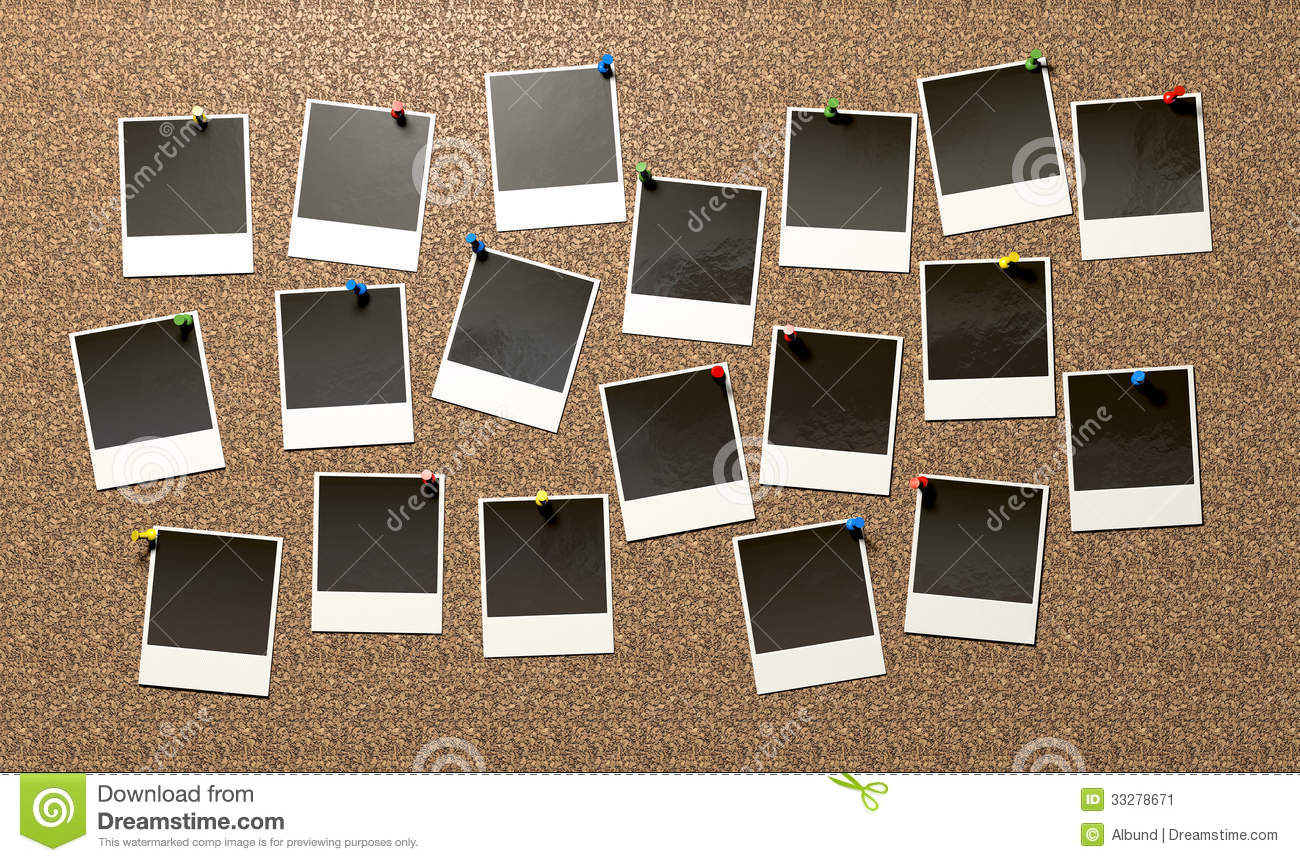 dreamstime
dreamstime
dreamstime
dreamstime
dreamstime
dreamstime
Download from
Dreamstime.com
This watermarked comp image is for previewing purposes only.
ID 33278671
© Albund | Dreamstime.com